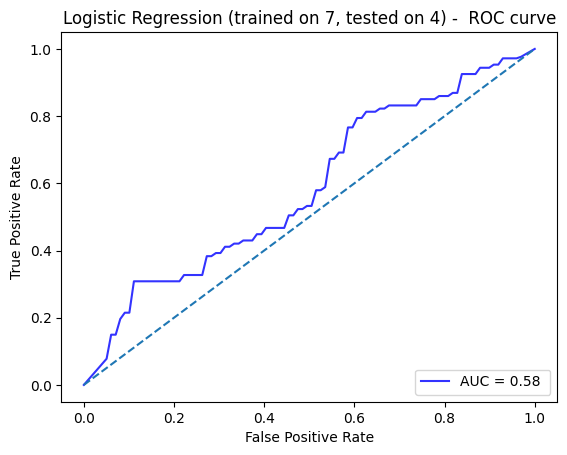 Logistic Regression (trained on 7, tested on 4) -  ROC curve
1.0
0.8
0.6
0.4
0.2
0.0
True Positive Rate
AUC = 0.58
0.0 0.2 0.4 0.6 0.8 1.0
False Positive Rate